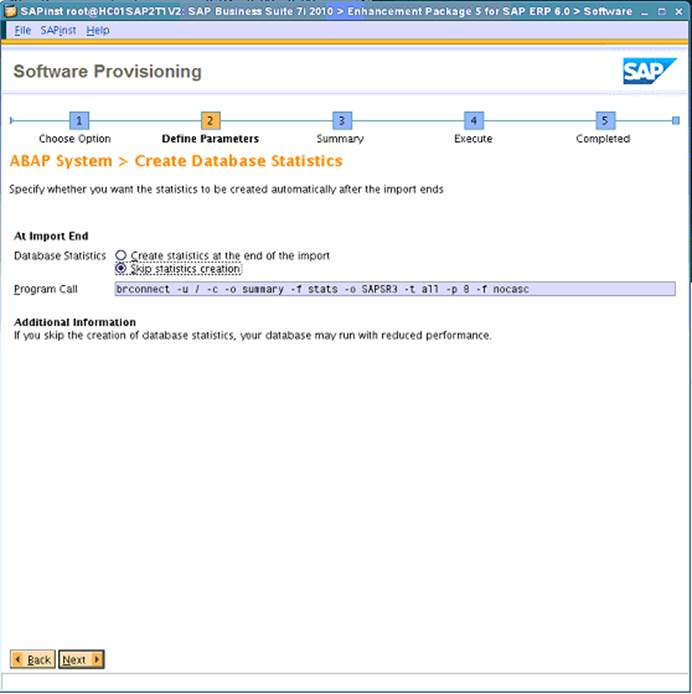 SAPinst root@HC01SAP2T1V2: SAP Business Suite 7i 2010 > Enhancement Package 5 for SAP ERP 6.0 > Software
File SAPinst Help
Software Provisioning
SAP
1 2 3 4 5
Choose Option Define Parameters Summary Execute Completed
ABAP System > Create Database Statistics
Specify whether you want the statistics to be created automatically after the import ends
At Import End
Database Statistics Create statistics at the end of the import
Skip statistics creation
Program Call brconnect -u / -c -o summary -f stats -o SAPSR3 -t all -p 8 -f nocasc
Additional Information
If you skip the creation of database statistics, your database may run with reduced performance.
Back Next